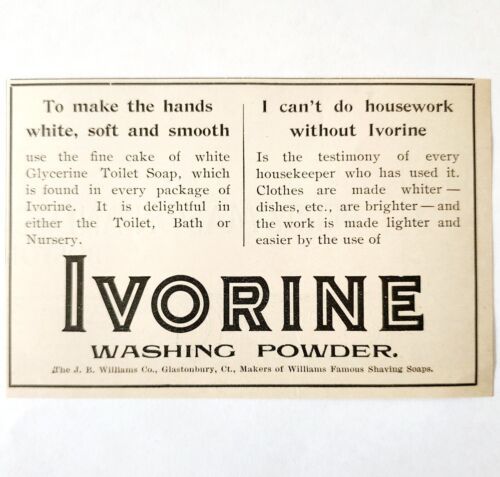 To make the hands
white, soft and smooth
use the fine cake of white
Glycerine Toilet Soap, which
is found in every package of
Ivorine. It is delightful in
either the Toilet, Bath or
Nursery.
I can't do housework
without Ivorine
Is the testimony of every
housekeeper who has used it.
Clothes are made whiter—
dishes, etc., are brighter—and
the work is made lighter and
easier by the use of
IVORINE
WASHING POWDER.
The J. B. Williams Co., Glastonbury, Ct., Makers of Williams Famous Shaving Soaps.